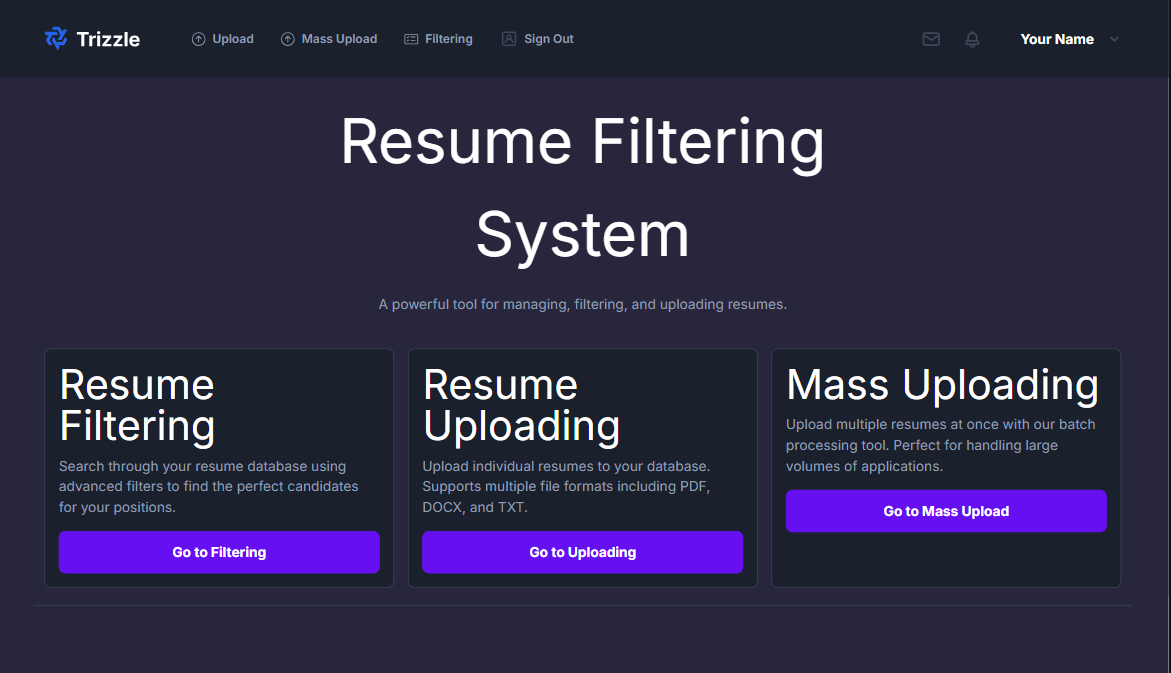 Trizzle
Upload
Mass Upload
Filtering
Sign Out
Your Name
Resume Filtering
System
A powerful tool for managing, filtering, and uploading resumes.
Resume
Filtering
Search through your resume database using
advanced filters to find the perfect candidates
for your positions.
Go to Filtering
Resume
Uploading
Upload individual resumes to your database.
Supports multiple file formats including PDF,
DOCX, and TXT.
Go to Uploading
Mass Uploading
Upload multiple resumes at once with our batch
processing tool. Perfect for handling large
volumes of applications.
Go to Mass Upload